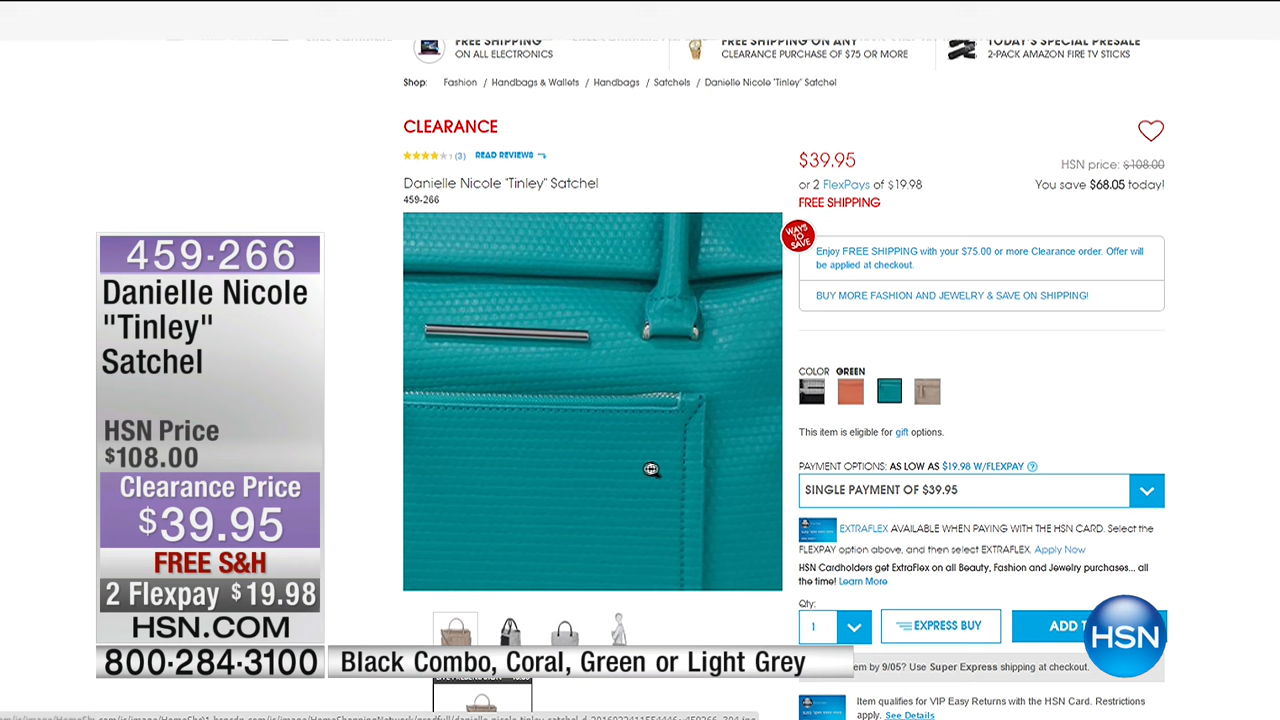 FREE SHIPPING
ON ALL ELECTRONICS
FREE SHIPPING ON ANY
CLEARANCE PURCHASE OF $75 OR MORE
TODAY'S SPECIAL PRESALE
2-PACK AMAZON FIRE TV STICKS
Shop: Fashion / Handbags & Wallets / Handbags / Satchels / Danielle Nicole "Tinley" Satchel
CLEARANCE
(3) READ REVIEWS
Danielle Nicole "Tinley" Satchel
459-266
$39.95
HSN price: $108.00
or 2 FlexPays of $19.98
You save $68.05 today!
FREE SHIPPING
WAYS
TO
SAVE
Enjoy FREE SHIPPING with your $75.00 or more Clearance order. Offer will
be applied at checkout.
BUY MORE FASHION AND JEWELRY & SAVE ON SHIPPING!
COLOR GREEN
This item is eligible for gift options.
PAYMENT OPTIONS: AS LOW AS $19.98 W/FLEXPAY ?
SINGLE PAYMENT OF $39.95
EXTRAFLEX AVAILABLE WHEN PAYING WITH THE HSN CARD. Select the
FLEXPAY option above, and then select EXTRAFLEX. Apply Now
HSN Cardholders get ExtraFlex on all Beauty, Fashion and Jewelry purchases... all
the time! Learn More
Qty:
1
EXPRESS BUY
ADD
HSN
em by 9/05? Use Super Express shipping at checkout.
Item qualifies for VIP Easy Returns with the HSN Card. Restrictions
apply. See Details
459·266
Danielle Nicole
"Tinley"
Satchel
HSN Price
$108.00
Clearance Price
$39.95
FREE S&H
2 Flexpay $19.98
HSN.COM
800·284·3100
Black Combo, Coral, Green or Light Grey